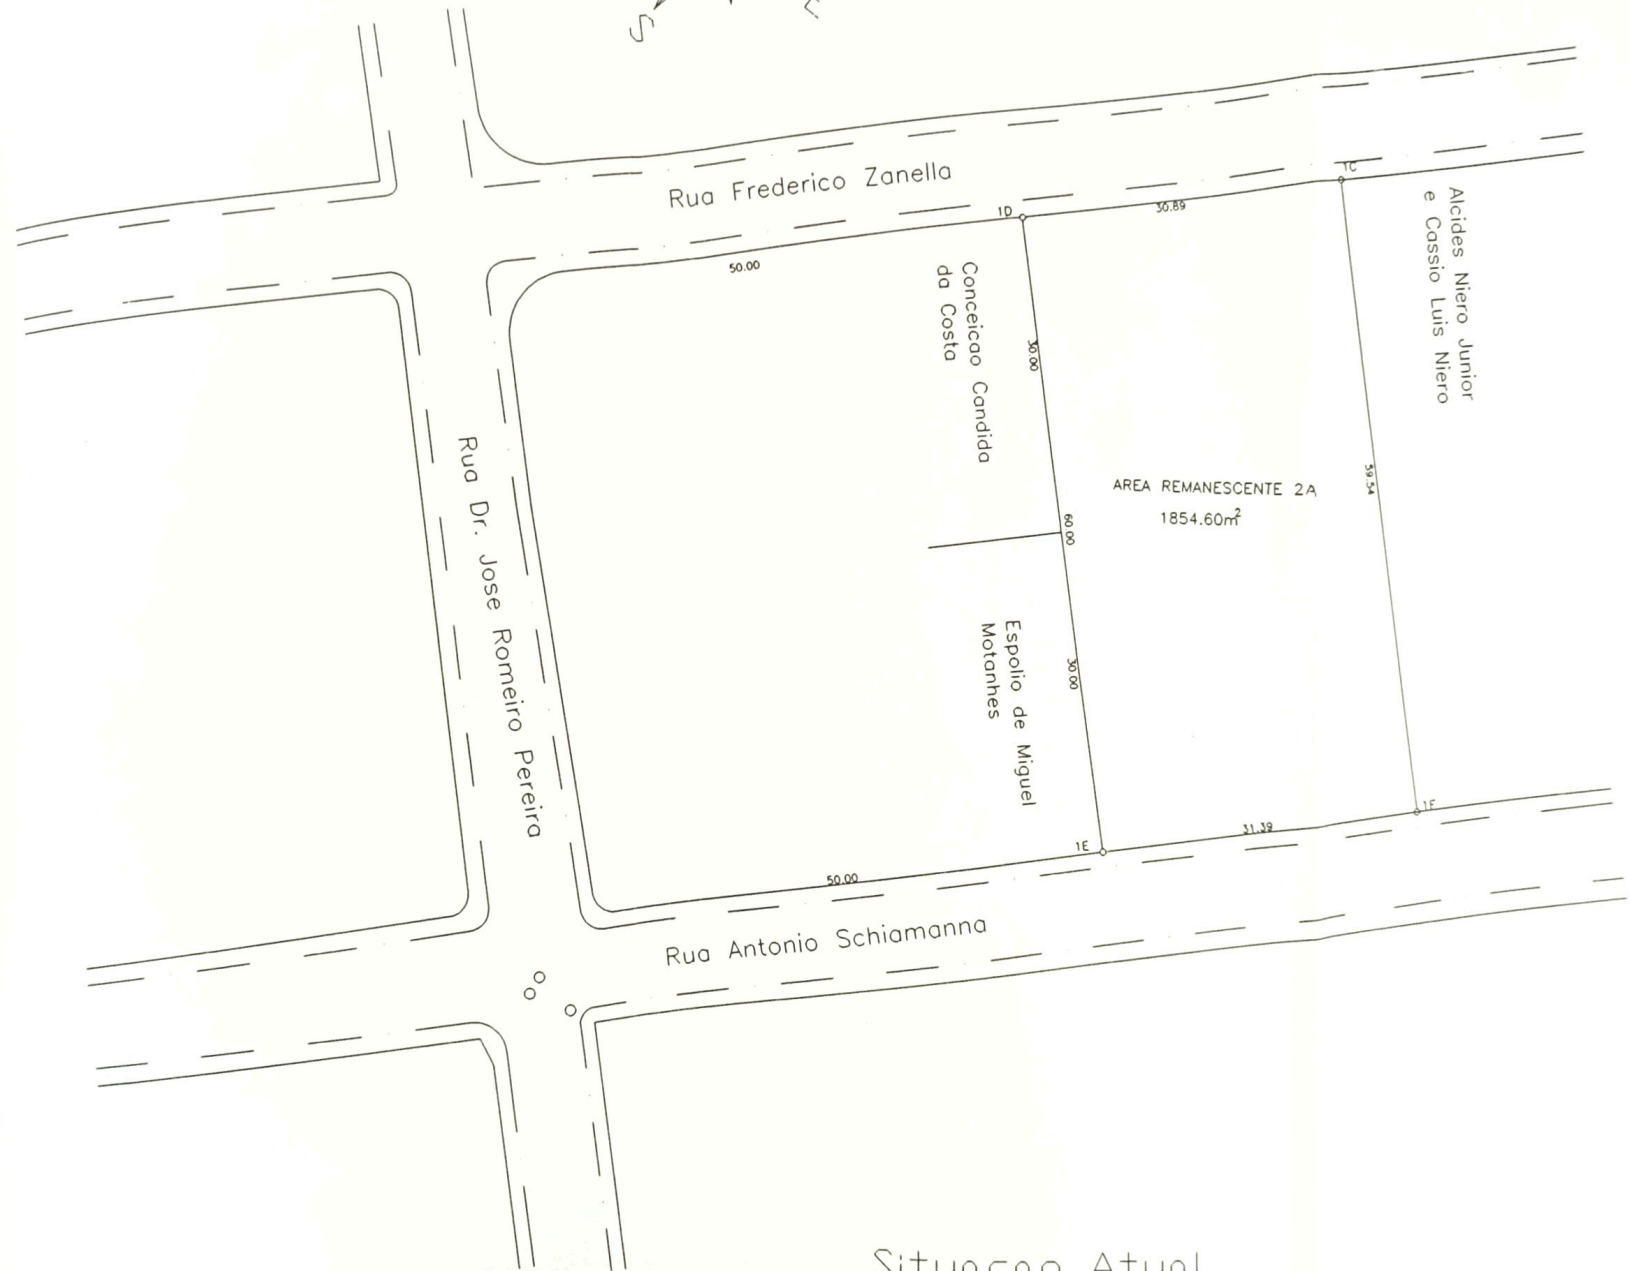 S
Rua Frederico Zanella
1C
1D
30.89
50.00
Alcides Niero Junior
e Cassio Luis Niero
Conceicao Candida
da Costa
30.00
Rua Dr. Jose Romeiro Pereira
59.54
AREA REMANESCENTE 2A
1854.60m²
60.00
Espolio de Miguel
Motanhes
30.00
1F
31.39
1E
50.00
Rua Antonio Schiamanna
Situacao Atual